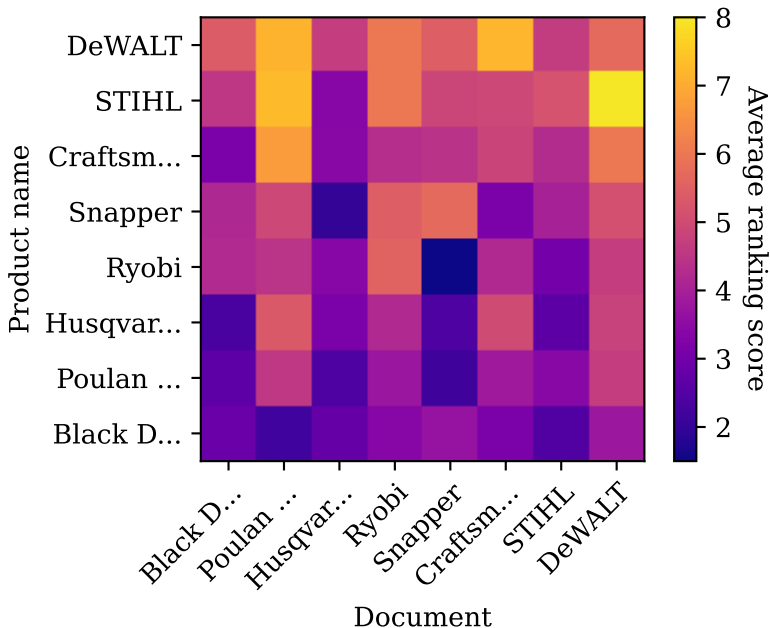 Product name
DeWALT
STIHL
Craftsm...
Snapper
Ryobi
Husqvar...
Poulan ...
Black D...
Black D...
Poulan ...
Husqvar...
Ryobi
Snapper
Craftsm...
STIHL
DeWALT
Document
8
7
6
5
4
3
2
Average ranking score